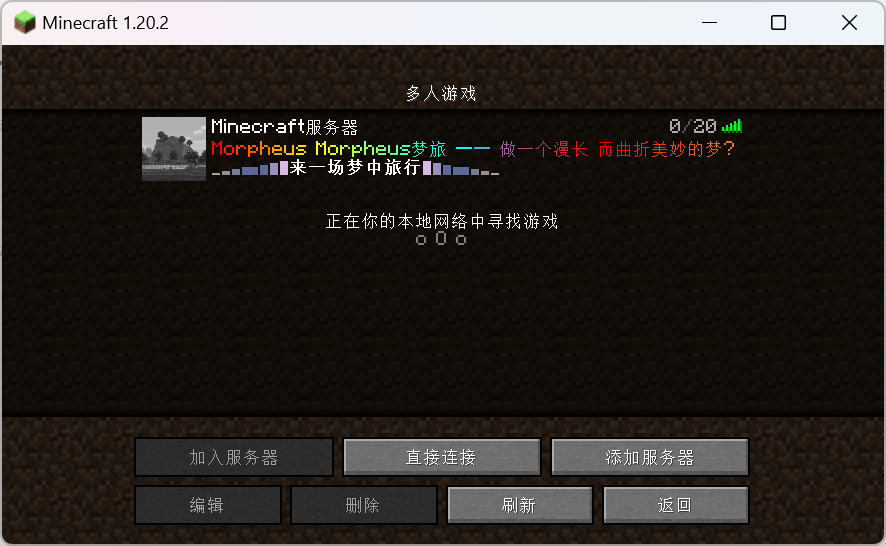 Minecraft 1.20.2
多人游戏
Minecraft服务器 0/20
Morpheus Morpheus梦旅 一一 做一个漫长 而曲折美妙的梦?
来一场梦中旅行
正在你的本地网络中寻找游戏
o O o
加入服务器 直接连接 添加服务器
编辑 删除 刷新 返回